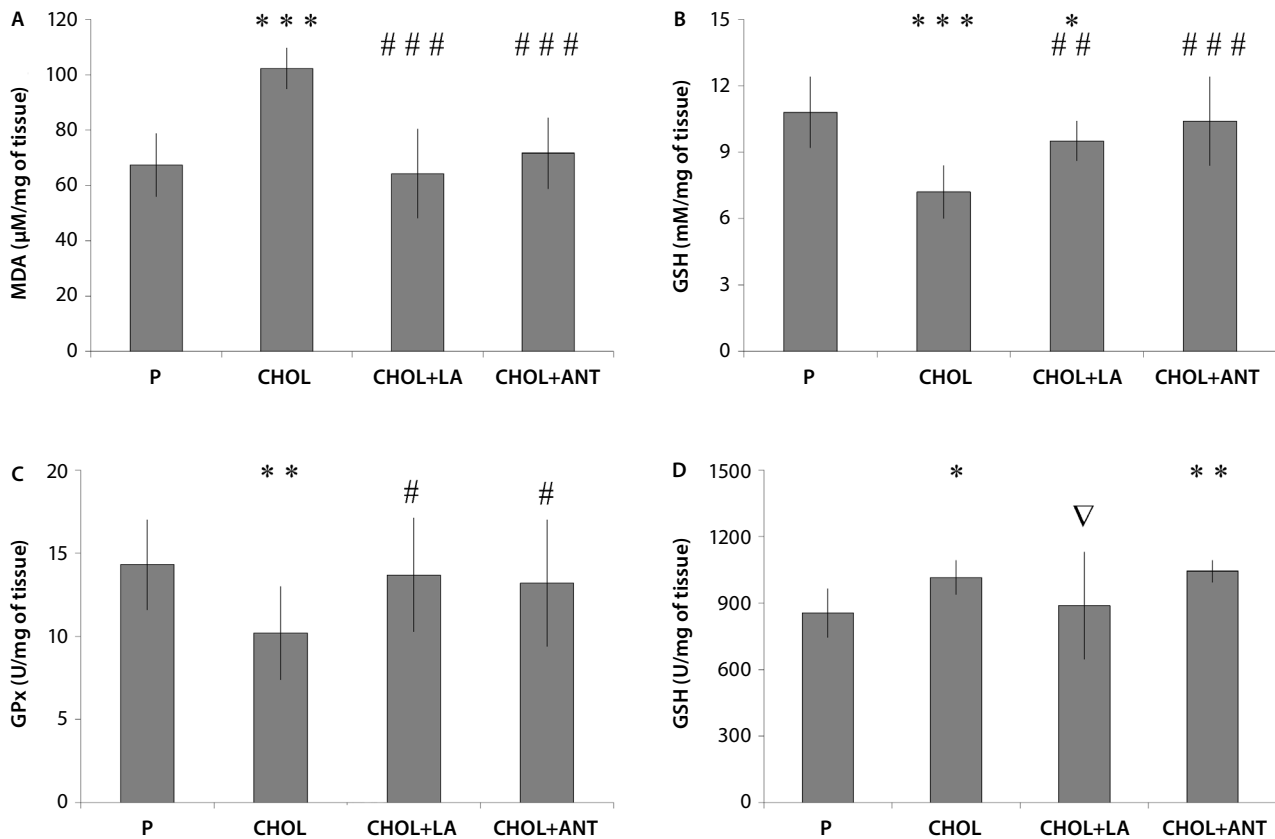 A
MDA (µM/mg of tissue)
120
100
80
60
40
20
0
* * *
# # #
# # #
P CHOL CHOL+LA CHOL+ANT
B
GSH (mM/mg of tissue)
15
12
9
6
3
0
* * *
*
# #
# # #
P CHOL CHOL+LA CHOL+ANT
C
GPx (U/mg of tissue)
20
15
10
5
0
* *
#
#
P CHOL CHOL+LA CHOL+ANT
D
GSH (U/mg of tissue)
1500
1200
900
600
300
0
*
∇
* *
P CHOL CHOL+LA CHOL+ANT